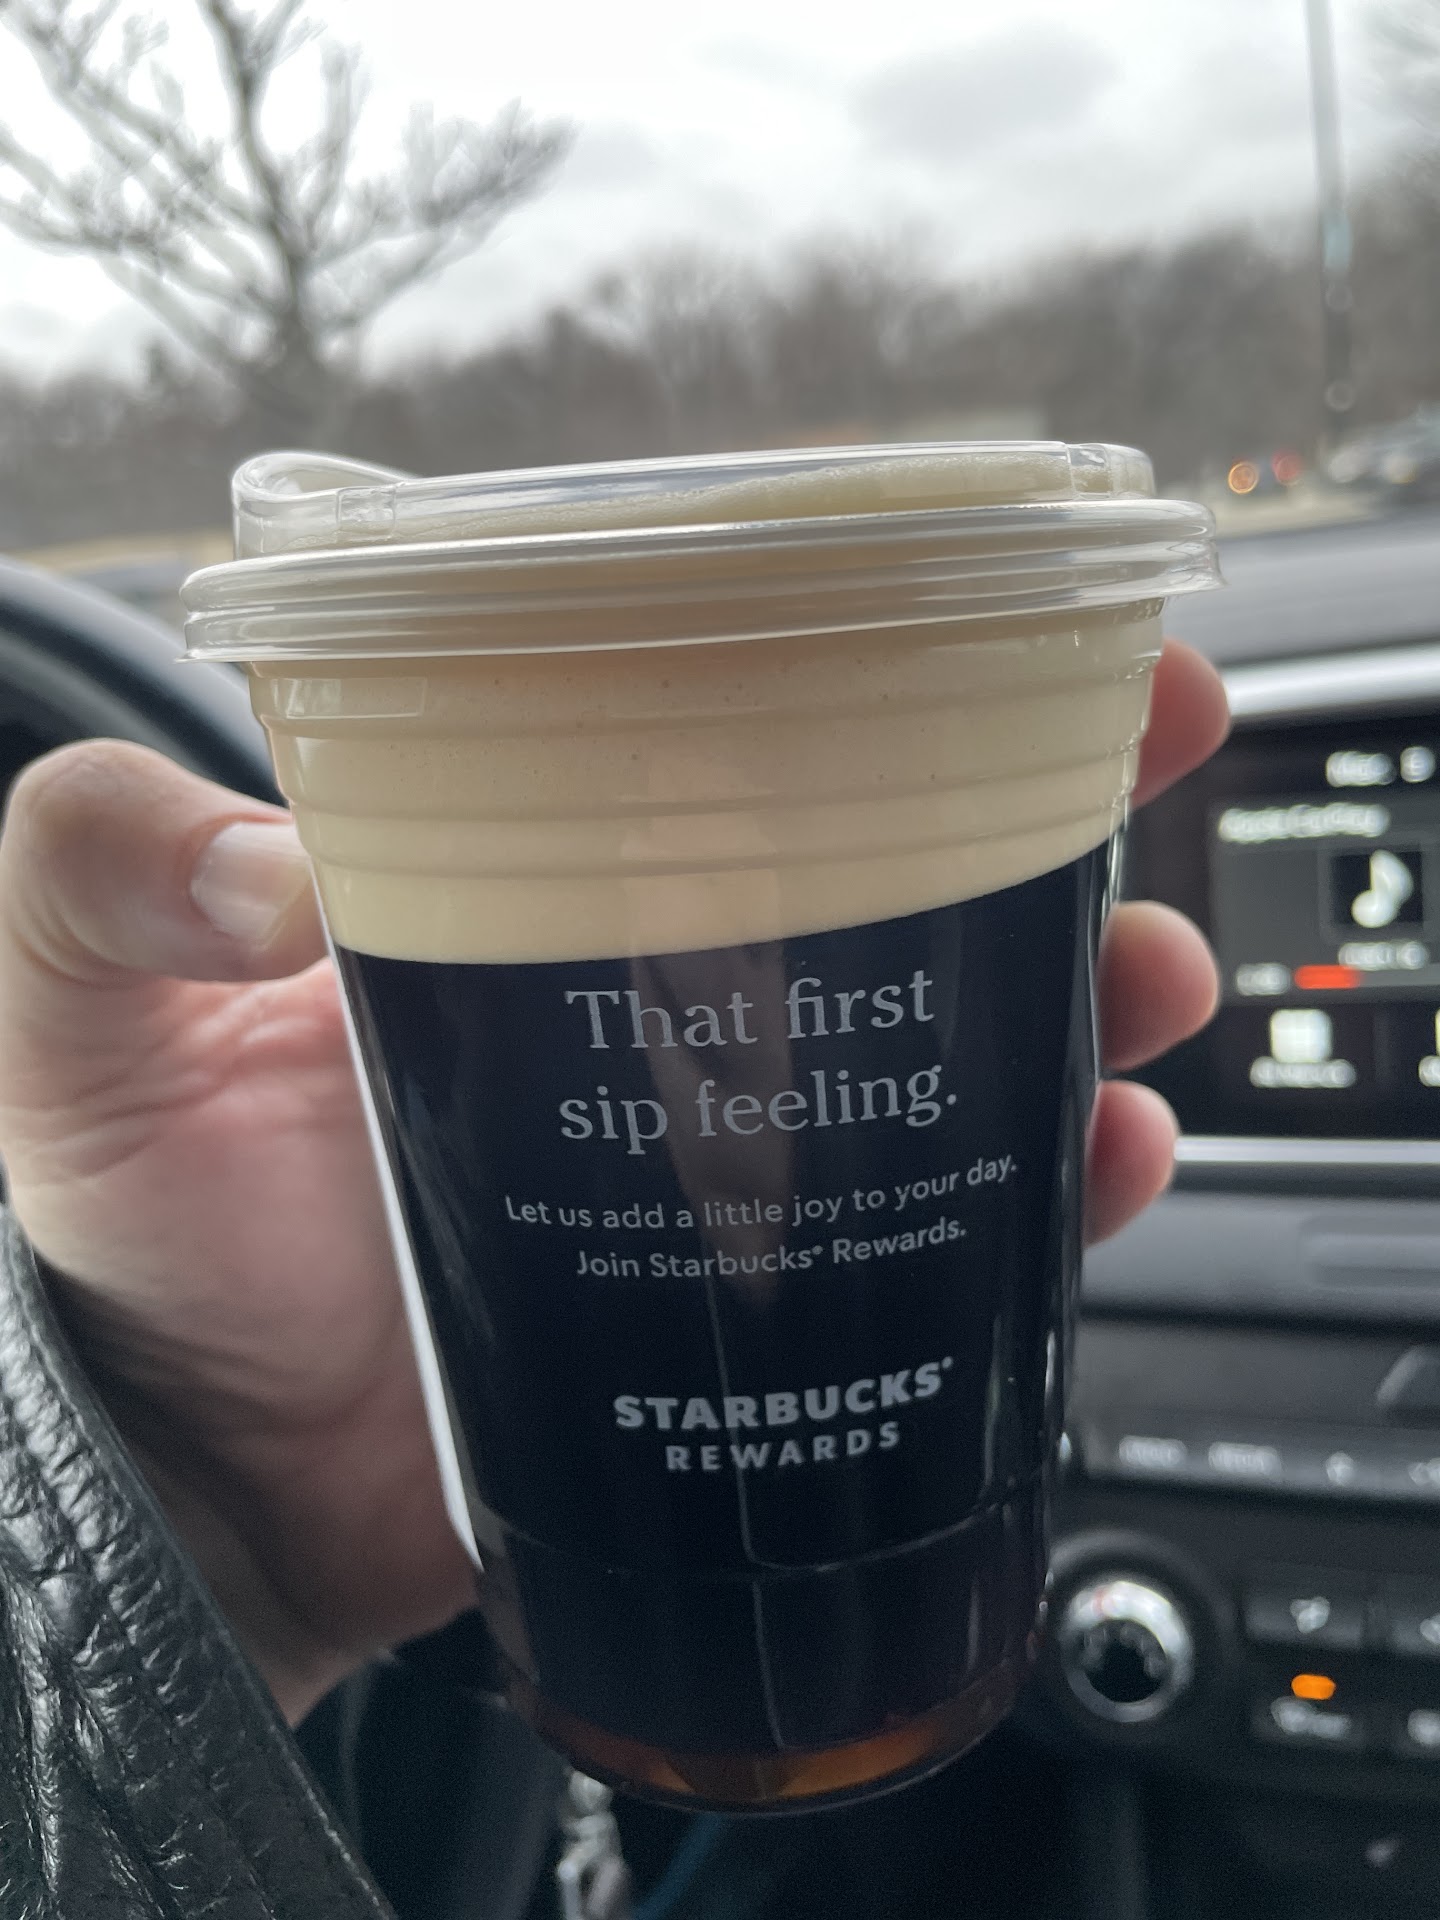 That first
sip feeling.
Let us add a little joy to your day.
Join Starbucks® Rewards.
STARBUCKS®
REWARDS